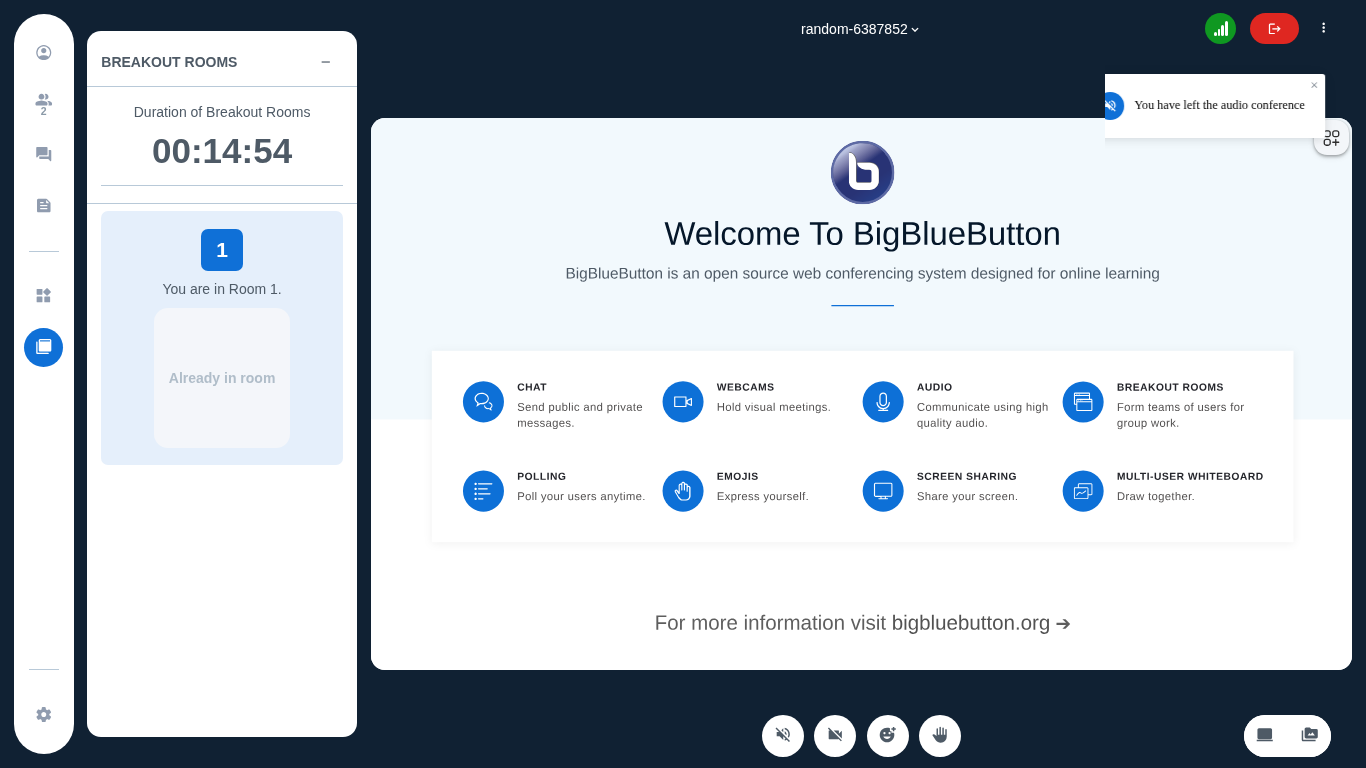 random-6387852
2
BREAKOUT ROOMS
Duration of Breakout Rooms
00:14:54
1
You are in Room 1.
Already in room
You have left the audio conference
Welcome To BigBlueButton
BigBlueButton is an open source web conferencing system designed for online learning
CHAT
Send public and private
messages.
WEBCAMS
Hold visual meetings.
AUDIO
Communicate using high
quality audio.
BREAKOUT ROOMS
Form teams of users for
group work.
POLLING
Poll your users anytime.
EMOJIS
Express yourself.
SCREEN SHARING
Share your screen.
MULTI-USER WHITEBOARD
Draw together.
For more information visit bigbluebutton.org ➔